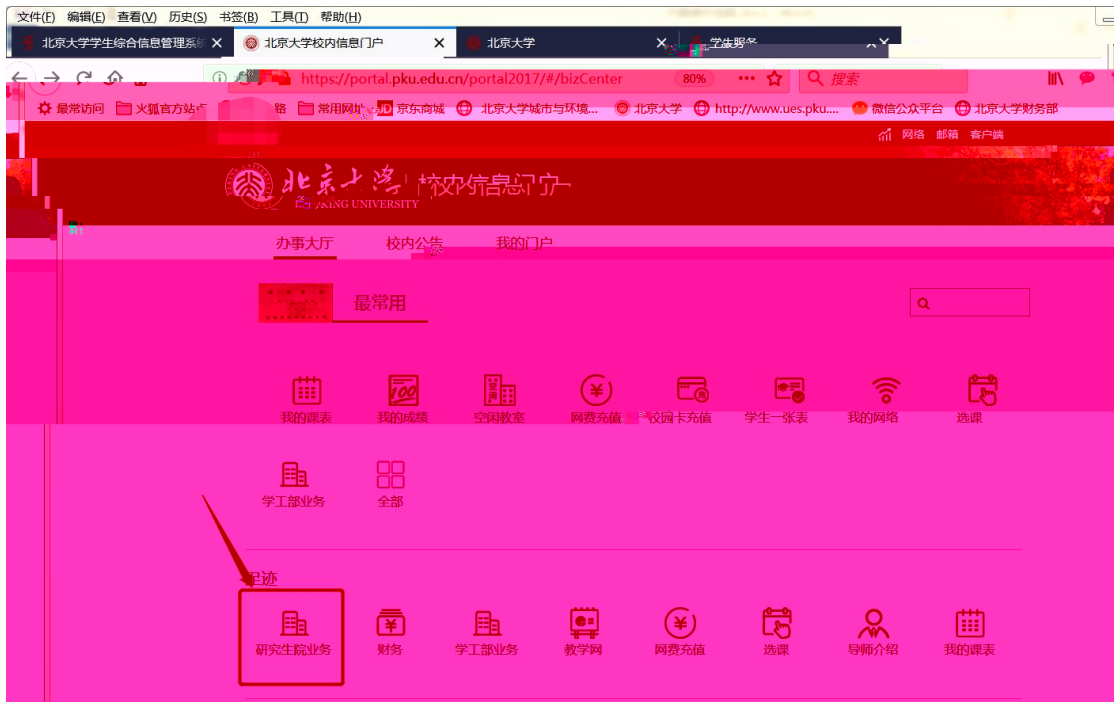 文件(F) 编辑(E) 查看(V) 历史(S) 书签(B) 工具(T) 帮助(H)
北京大学学生综合信息管理系统 北京大学校内信息门户 北京大学 学生服务
https://portal.pku.edu.cn/portal2017/#/bizCenter 80% 搜索
最常访问 火狐官方站点 路 常用网址 JD 京东商城 北京大学城市与环境... 北京大学 http://www.ues.pku.... 微信公众平台 北京大学财务部
网络 邮箱 客户端
北京大学 校内信息门户
PEKING UNIVERSITY
办事大厅 校内公告 我的门户
最常用
我的课表 我的成绩 空闲教室 网费充值 校园卡充值 学生一张表 我的网络 选课
学工部业务 全部
足迹
研究生院业务 财务 学工部业务 教学网 网费充值 选课 导师介绍 我的课表